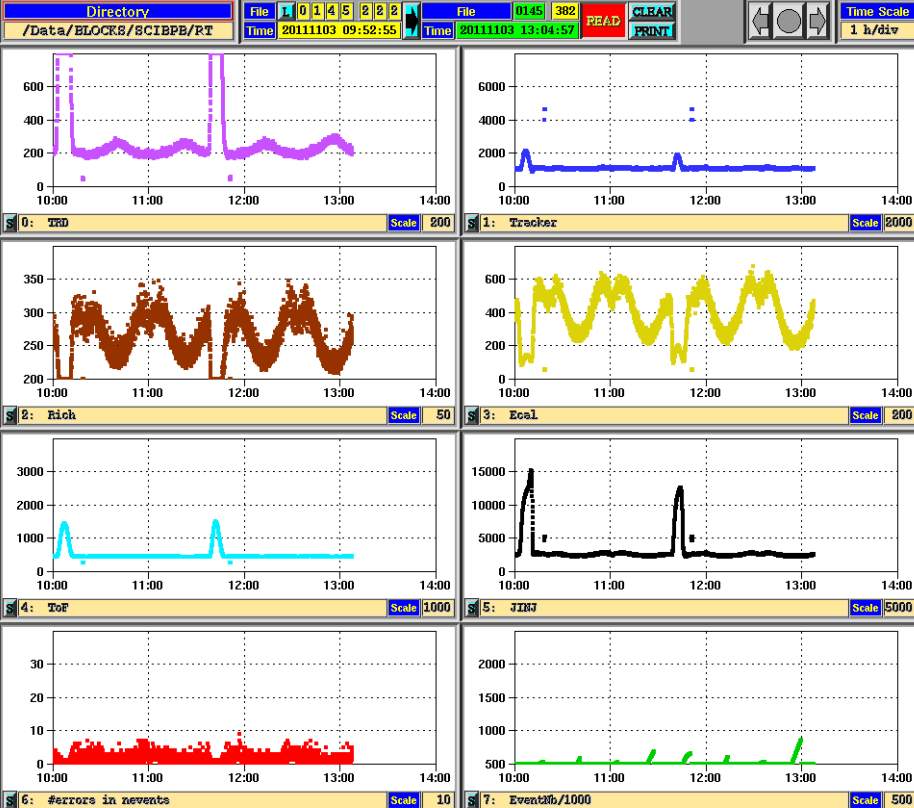 Directory
/Data/BLOCKS/SCIBPB/RT
File L 0 1 4 5 2 2 2
Time 20111103 09:52:55
File 0145 382
Time 20111103 13:04:57
READ
CLEAR
PRINT
Time Scale
1 h/div
600
400
200
0
10:00 11:00 12:00 13:00 14:00
S 0: TRD Scale 200
6000
4000
2000
0
10:00 11:00 12:00 13:00 14:00
S 1: Tracker Scale 2000
350
300
250
200
10:00 11:00 12:00 13:00 14:00
S 2: Rich Scale 50
600
400
200
0
10:00 11:00 12:00 13:00 14:00
S 3: Ecal Scale 200
3000
2000
1000
0
10:00 11:00 12:00 13:00 14:00
S 4: ToF Scale 1000
15000
10000
5000
0
10:00 11:00 12:00 13:00 14:00
S 5: JINJ Scale 5000
30
20
10
0
10:00 11:00 12:00 13:00 14:00
S 6: #errors in nevents Scale 10
2000
1500
1000
500
10:00 11:00 12:00 13:00 14:00
S 7: EventNb/1000 Scale 500